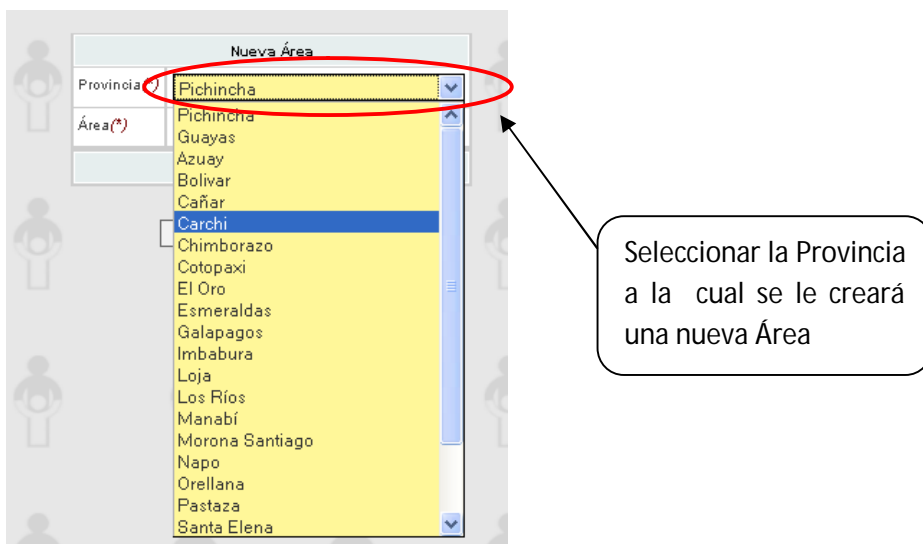 Nueva Área
Provincia(*) Pichincha
Área(*)
Pichincha
Guayas
Azuay
Bolivar
Cañar
Carchi
Chimborazo
Cotopaxi
El Oro
Esmeraldas
Galapagos
Imbabura
Loja
Los Ríos
Manabí
Morona Santiago
Napo
Orellana
Pastaza
Santa Elena
Seleccionar la Provincia
a la cual se le creará
una nueva Área